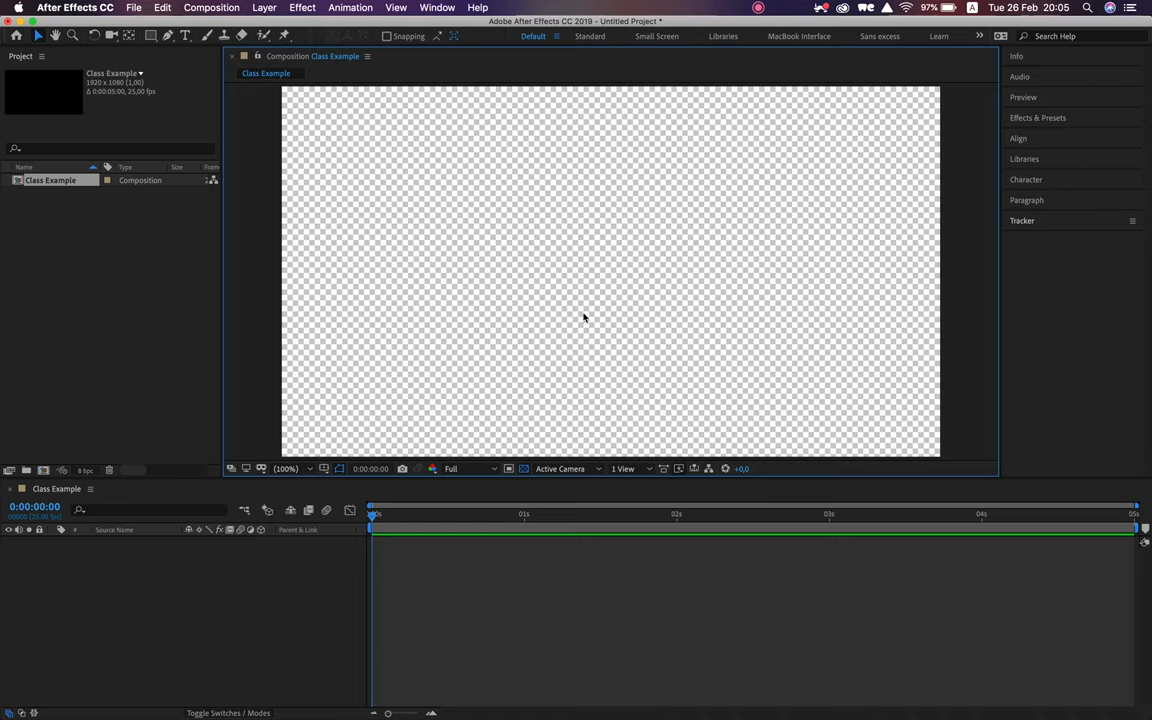 After Effects CC File Edit Composition Layer Effect Animation View Window Help 97% A Tue 26 Feb 20:05
Adobe After Effects CC 2019 - Untitled Project *
Snapping Default Standard Small Screen Libraries MacBook Interface Sans excess Learn Search Help
Project
Class Example
1920 x 1080 (1,00)
Δ 0:00:05:00, 25,00 fps
Name Type Size Fram
Class Example Composition
8 bpc
Composition Class Example
Class Example
(100%) 0:00:00:00 Full Active Camera 1 View +0,0
Info
Audio
Preview
Effects & Presets
Align
Libraries
Character
Paragraph
Tracker
Class Example
0:00:00:00
00000 (25.00 fps)
# Source Name Parent & Link
01s 02s 03s 04s 05s
Toggle Switches / Modes